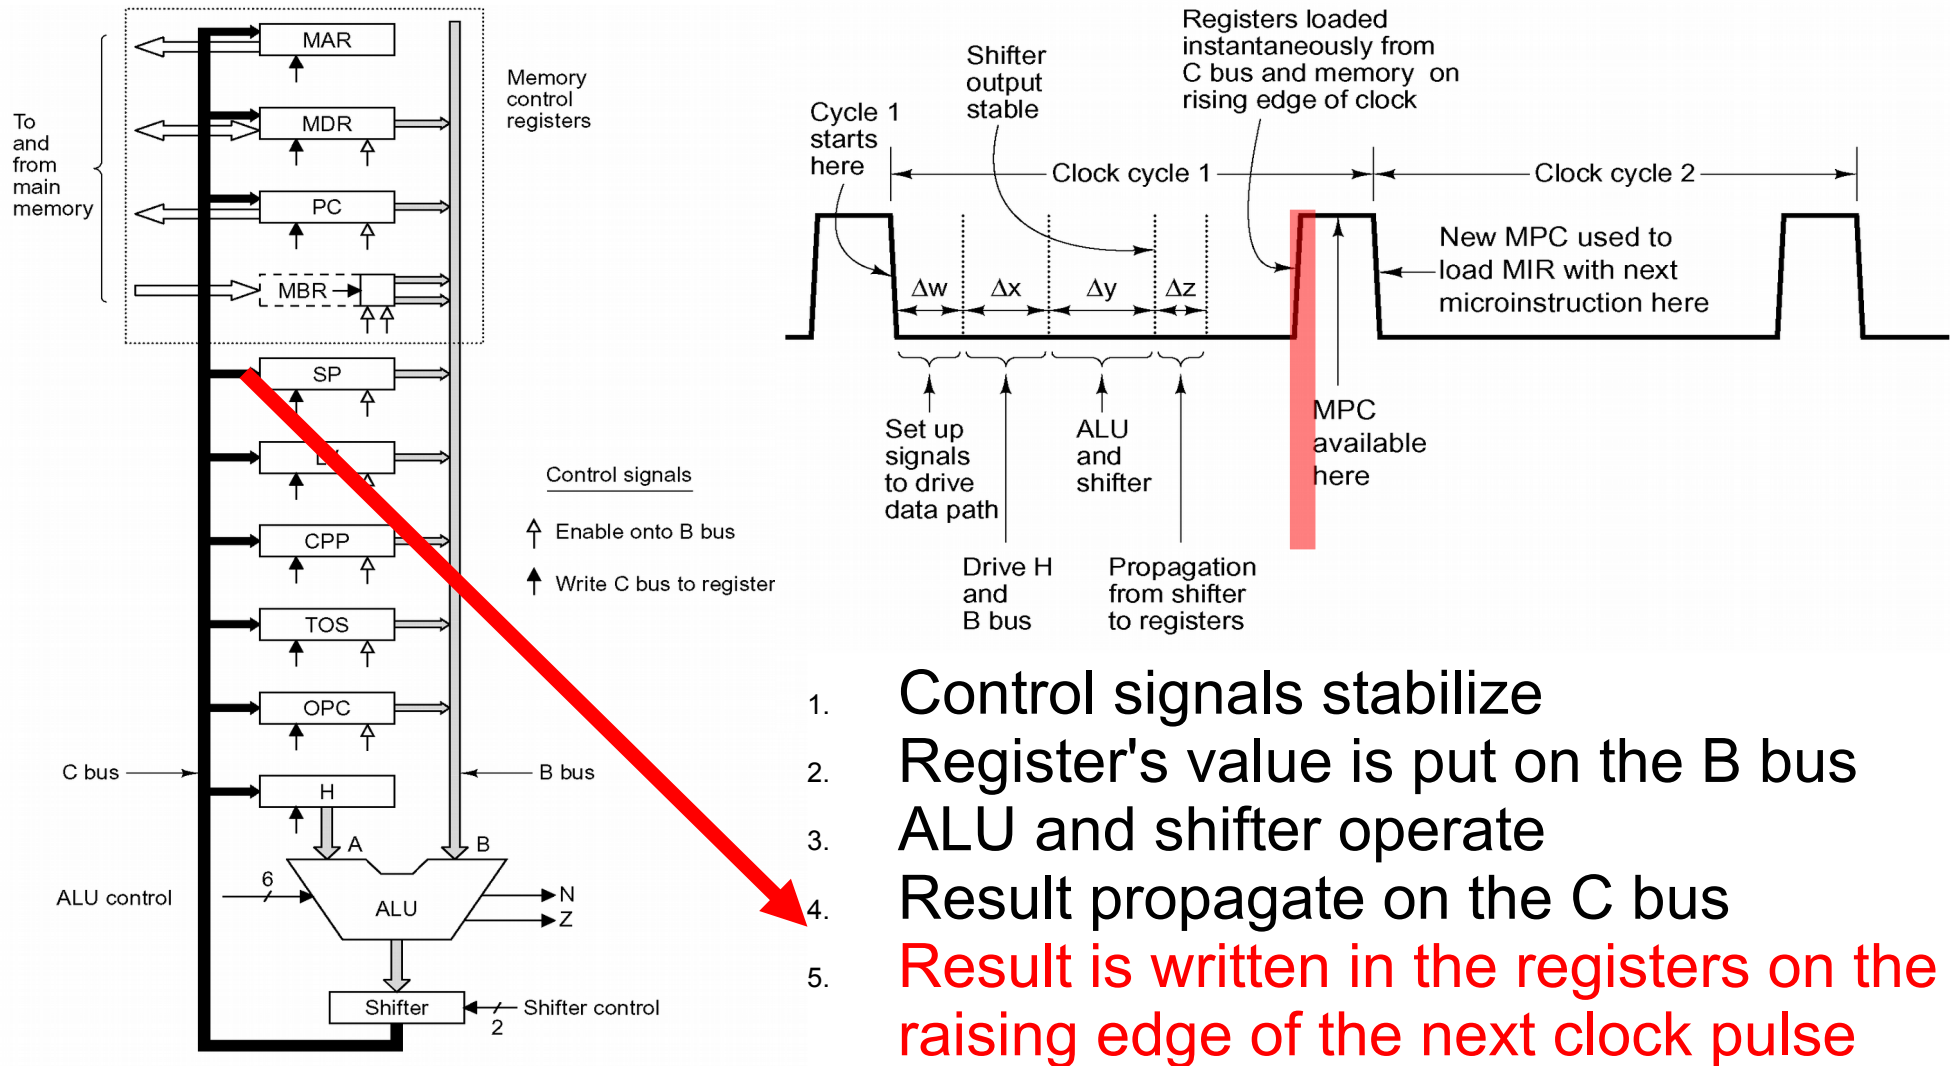 MAR
MDR
PC
MBR
SP
CPP
TOS
OPC
H
To
and
from
main
memory
Memory
control
registers
Control signals
Enable onto B bus
Write C bus to register
C bus
B bus
A
B
6
ALU control
ALU
N
Z
Shifter
Shifter control
2
Cycle 1
starts
here
Shifter
output
stable
Registers loaded
instantaneously from
C bus and memory on
rising edge of clock
Clock cycle 1
Clock cycle 2
Δw
Δx
Δy
Δz
New MPC used to
load MIR with next
microinstruction here
Set up
signals
to drive
data path
ALU
and
shifter
MPC
available
here
Drive H
and
B bus
Propagation
from shifter
to registers
1. Control signals stabilize
2. Register's value is put on the B bus
3. ALU and shifter operate
4. Result propagate on the C bus
5. Result is written in the registers on the
raising edge of the next clock pulse